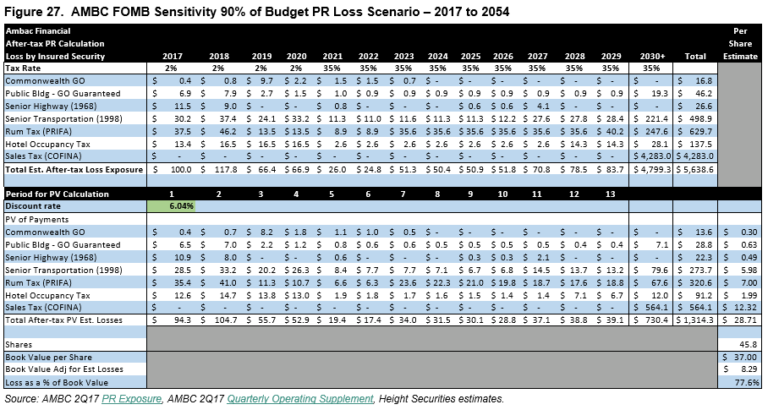 Figure 27. AMBC FOMB Sensitivity 90% of Budget PR Loss Scenario – 2017 to 2054
Ambac Financial Per
After-tax PR Calculation Share
Loss by Insured Security 2017 2018 2019 2020 2021 2022 2023 2024 2025 2026 2027 2028 2029 2030+ Total Estimate
Tax Rate 2% 2% 2% 2% 35% 35% 35% 35% 35% 35% 35% 35% 35% 35%
Commonwealth GO $ 0.4 $ 0.8 $ 9.7 $ 2.2 $ 1.5 $ 1.5 $ 0.7 $ - $ - $ - $ - $ - $ - $ - $ 16.8
Public Bldg - GO Guaranteed $ 6.9 $ 7.9 $ 2.7 $ 1.5 $ 1.0 $ 0.9 $ 0.9 $ 0.9 $ 0.9 $ 0.9 $ 0.9 $ 0.9 $ 0.9 $ 19.3 $ 46.2
Senior Highway (1968) $ 11.5 $ 9.0 $ - $ - $ 0.8 $ - $ - $ - $ 0.6 $ 0.6 $ 4.1 $ - $ - $ - $ 26.6
Senior Transportation (1998) $ 30.2 $ 37.4 $ 24.1 $ 33.2 $ 11.3 $ 11.0 $ 11.6 $ 11.3 $ 11.3 $ 12.2 $ 27.6 $ 27.8 $ 28.4 $ 221.4 $ 498.9
Rum Tax (PRIFA) $ 37.5 $ 46.2 $ 13.5 $ 13.5 $ 8.9 $ 8.9 $ 35.6 $ 35.6 $ 35.6 $ 35.6 $ 35.6 $ 35.6 $ 40.2 $ 247.6 $ 629.7
Hotel Occupancy Tax $ 13.4 $ 16.5 $ 16.5 $ 16.5 $ 2.6 $ 2.6 $ 2.6 $ 2.6 $ 2.6 $ 2.6 $ 2.6 $ 14.3 $ 14.3 $ 28.1 $ 137.5
Sales Tax (COFINA) $ - $ - $ - $ - $ - $ - $ - $ - $ - $ - $ - $ - $ - $ 4,283.0 $ 4,283.0
Total Est. After-tax Loss Exposure $ 100.0 $ 117.8 $ 66.4 $ 66.9 $ 26.0 $ 24.8 $ 51.3 $ 50.4 $ 50.9 $ 51.8 $ 70.8 $ 78.5 $ 83.7 $ 4,799.3 $ 5,638.6
Period for PV Calculation 1 2 3 4 5 6 7 8 9 10 11 12 13
Discount rate 6.04%
PV of Payments
Commonwealth GO $ 0.4 $ 0.7 $ 8.2 $ 1.8 $ 1.1 $ 1.0 $ 0.5 $ - $ - $ - $ - $ - $ - $ - $ 13.6 $ 0.30
Public Bldg - GO Guaranteed $ 6.5 $ 7.0 $ 2.2 $ 1.2 $ 0.8 $ 0.6 $ 0.6 $ 0.5 $ 0.5 $ 0.5 $ 0.5 $ 0.4 $ 0.4 $ 7.1 $ 28.8 $ 0.63
Senior Highway (1968) $ 10.9 $ 8.0 $ - $ - $ 0.6 $ - $ - $ - $ 0.3 $ 0.3 $ 2.1 $ - $ - $ - $ 22.3 $ 0.49
Senior Transportation (1998) $ 28.5 $ 33.2 $ 20.2 $ 26.3 $ 8.4 $ 7.7 $ 7.7 $ 7.1 $ 6.7 $ 6.8 $ 14.5 $ 13.7 $ 13.2 $ 79.6 $ 273.7 $ 5.98
Rum Tax (PRIFA) $ 35.4 $ 41.0 $ 11.3 $ 10.7 $ 6.6 $ 6.3 $ 23.6 $ 22.3 $ 21.0 $ 19.8 $ 18.7 $ 17.6 $ 18.8 $ 67.6 $ 320.6 $ 7.00
Hotel Occupancy Tax $ 12.6 $ 14.7 $ 13.8 $ 13.0 $ 1.9 $ 1.8 $ 1.7 $ 1.6 $ 1.5 $ 1.4 $ 1.4 $ 7.1 $ 6.7 $ 12.0 $ 91.2 $ 1.99
Sales Tax (COFINA) $ - $ - $ - $ - $ - $ - $ - $ - $ - $ - $ - $ - $ - $ 564.1 $ 564.1 $ 12.32
Total After-tax PV Est. Losses $ 94.3 $ 104.7 $ 55.7 $ 52.9 $ 19.4 $ 17.4 $ 34.0 $ 31.5 $ 30.1 $ 28.8 $ 37.1 $ 38.8 $ 39.1 $ 730.4 $ 1,314.3 $ 28.71
Shares 45.8
Book Value per Share $ 37.00
Book Value Adj for Est Losses $ 8.29
Loss as a % of Book Value 77.6%
Source: AMBC 2Q17 PR Exposure, AMBC 2Q17 Quarterly Operating Supplement, Height Securities estimates.